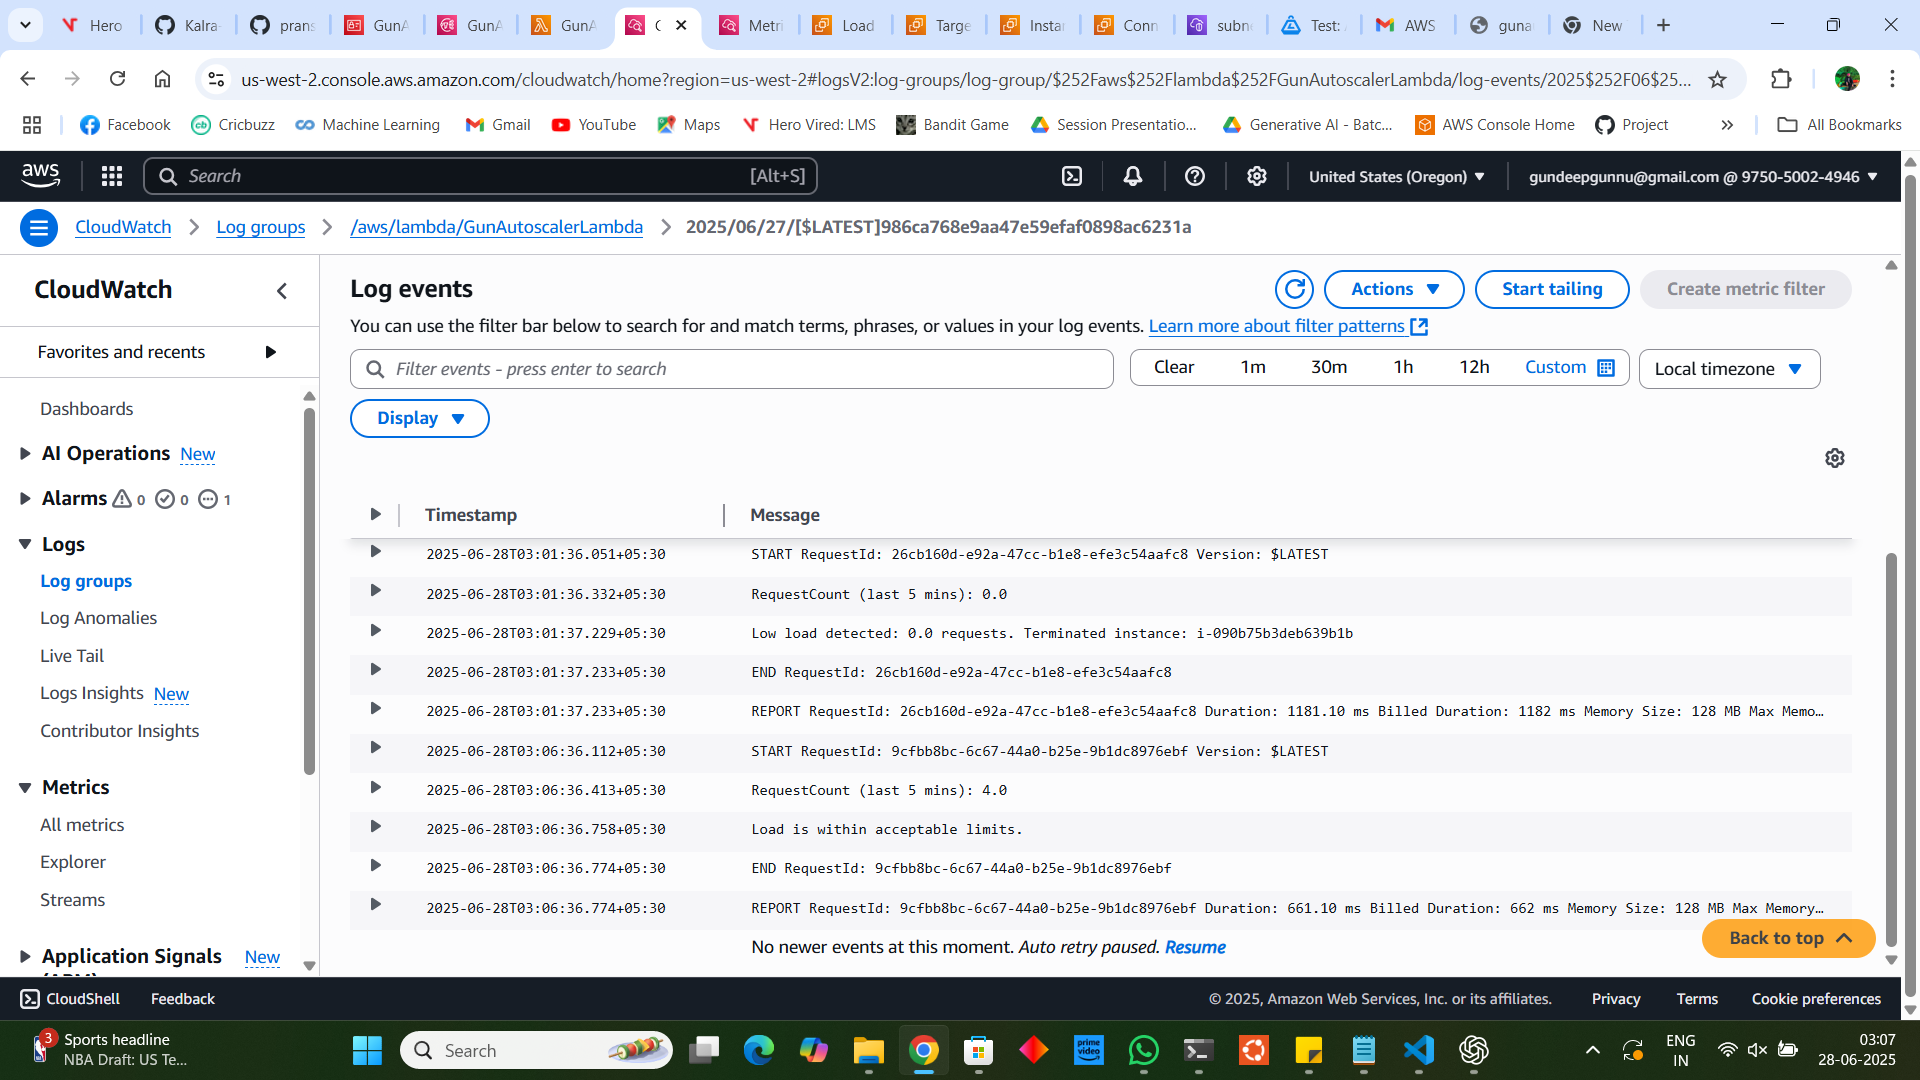 Hero
Kalra-
prans
GunA
GunA
GunA
C
Metri
Load
Targe
Instan
Conn
subne
Test: A
AWS
guna
New T
us-west-2.console.aws.amazon.com/cloudwatch/home?region=us-west-2#logsV2:log-groups/log-group/$252Faws$252Flambda$252FGunAutoscalerLambda/log-events/2025$252F06$25...
Facebook
Cricbuzz
Machine Learning
Gmail
YouTube
Maps
Hero Vired: LMS
Bandit Game
Session Presentatio...
Generative AI - Batc...
AWS Console Home
Project
All Bookmarks
aws
Search
[Alt+S]
United States (Oregon)
gundeepgunnu@gmail.com @ 9750-5002-4946
CloudWatch
Log groups
/aws/lambda/GunAutoscalerLambda
2025/06/27/[$LATEST]986ca768e9aa47e59efaf0898ac6231a
CloudWatch
Favorites and recents
Dashboards
AI Operations New
Alarms 0 0 1
Logs
Log groups
Log Anomalies
Live Tail
Logs Insights New
Contributor Insights
Metrics
All metrics
Explorer
Streams
Application Signals New
(APM)
Log events
Actions
Start tailing
Create metric filter
You can use the filter bar below to search for and match terms, phrases, or values in your log events. Learn more about filter patterns
Filter events - press enter to search
Clear
1m
30m
1h
12h
Custom
Local timezone
Display
Timestamp
Message
2025-06-28T03:01:36.051+05:30 START RequestId: 26cb160d-e92a-47cc-b1e8-efe3c54aafc8 Version: $LATEST
2025-06-28T03:01:36.332+05:30 RequestCount (last 5 mins): 0.0
2025-06-28T03:01:37.229+05:30 Low load detected: 0.0 requests. Terminated instance: i-090b75b3deb639b1b
2025-06-28T03:01:37.233+05:30 END RequestId: 26cb160d-e92a-47cc-b1e8-efe3c54aafc8
2025-06-28T03:01:37.233+05:30 REPORT RequestId: 26cb160d-e92a-47cc-b1e8-efe3c54aafc8 Duration: 1181.10 ms Billed Duration: 1182 ms Memory Size: 128 MB Max Memo...
2025-06-28T03:06:36.112+05:30 START RequestId: 9cfbb8bc-6c67-44a0-b25e-9b1dc8976ebf Version: $LATEST
2025-06-28T03:06:36.413+05:30 RequestCount (last 5 mins): 4.0
2025-06-28T03:06:36.758+05:30 Load is within acceptable limits.
2025-06-28T03:06:36.774+05:30 END RequestId: 9cfbb8bc-6c67-44a0-b25e-9b1dc8976ebf
2025-06-28T03:06:36.774+05:30 REPORT RequestId: 9cfbb8bc-6c67-44a0-b25e-9b1dc8976ebf Duration: 661.10 ms Billed Duration: 662 ms Memory Size: 128 MB Max Memory...
No newer events at this moment. Auto retry paused. Resume
Back to top
CloudShell
Feedback
© 2025, Amazon Web Services, Inc. or its affiliates.
Privacy
Terms
Cookie preferences
3
Sports headline
NBA Draft: US Te...
Search
prime video
ENG
IN
03:07
28-06-2025